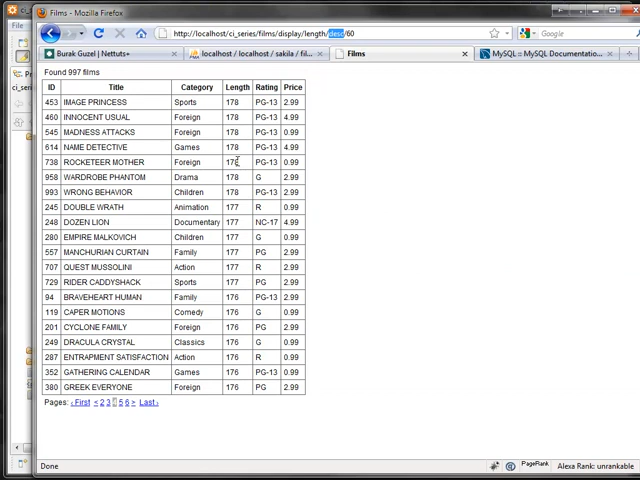 ci_s
Films - Mozilla Firefox
File
http://localhost/ci_series/films/display/length/desc/60
Google
Burak Guzel | Nettuts+
localhost / localhost / sakila / film...
Films
MySQL :: MySQL Documentatio...
Pr
ci_ser
Found 997 films
ID Title Category Length Rating Price
453 IMAGE PRINCESS Sports 178 PG-13 2.99
460 INNOCENT USUAL Foreign 178 PG-13 4.99
545 MADNESS ATTACKS Foreign 178 PG-13 0.99
614 NAME DETECTIVE Games 178 PG-13 4.99
738 ROCKETEER MOTHER Foreign 178 PG-13 0.99
958 WARDROBE PHANTOM Drama 178 G 2.99
993 WRONG BEHAVIOR Children 178 PG-13 2.99
245 DOUBLE WRATH Animation 177 R 0.99
248 DOZEN LION Documentary 177 NC-17 4.99
280 EMPIRE MALKOVICH Children 177 G 0.99
557 MANCHURIAN CURTAIN Family 177 PG 2.99
707 QUEST MUSSOLINI Action 177 R 2.99
729 RIDER CADDYSHACK Sports 177 PG 2.99
94 BRAVEHEART HUMAN Family 176 PG-13 2.99
119 CAPER MOTIONS Comedy 176 G 0.99
201 CYCLONE FAMILY Foreign 176 PG 2.99
249 DRACULA CRYSTAL Classics 176 G 0.99
287 ENTRAPMENT SATISFACTION Action 176 R 0.99
352 GATHERING CALENDAR Games 176 PG-13 0.99
380 GREEK EVERYONE Foreign 176 PG 2.99
Pages: ‹ First < 2 3 4 5 6 > Last ›
Done
PageRank
Alexa Rank: unrankable